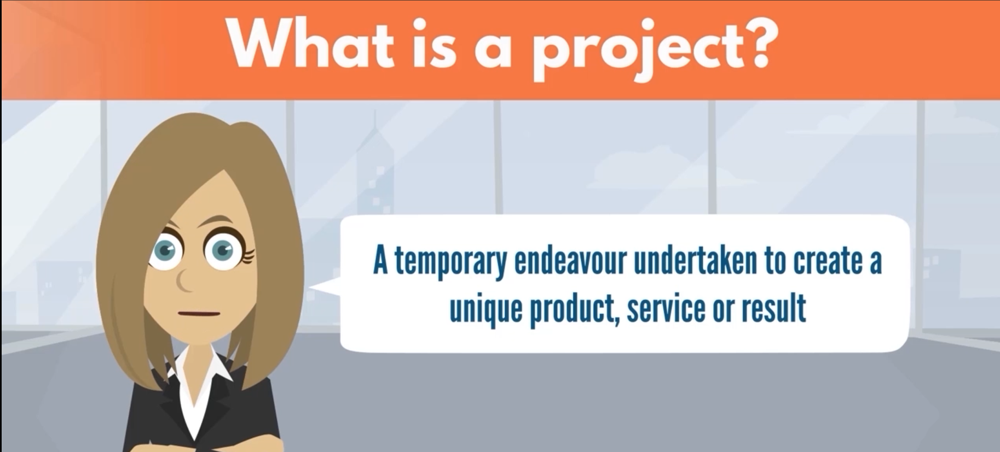 What is a project?
A temporary endeavour undertaken to create a
unique product, service or result